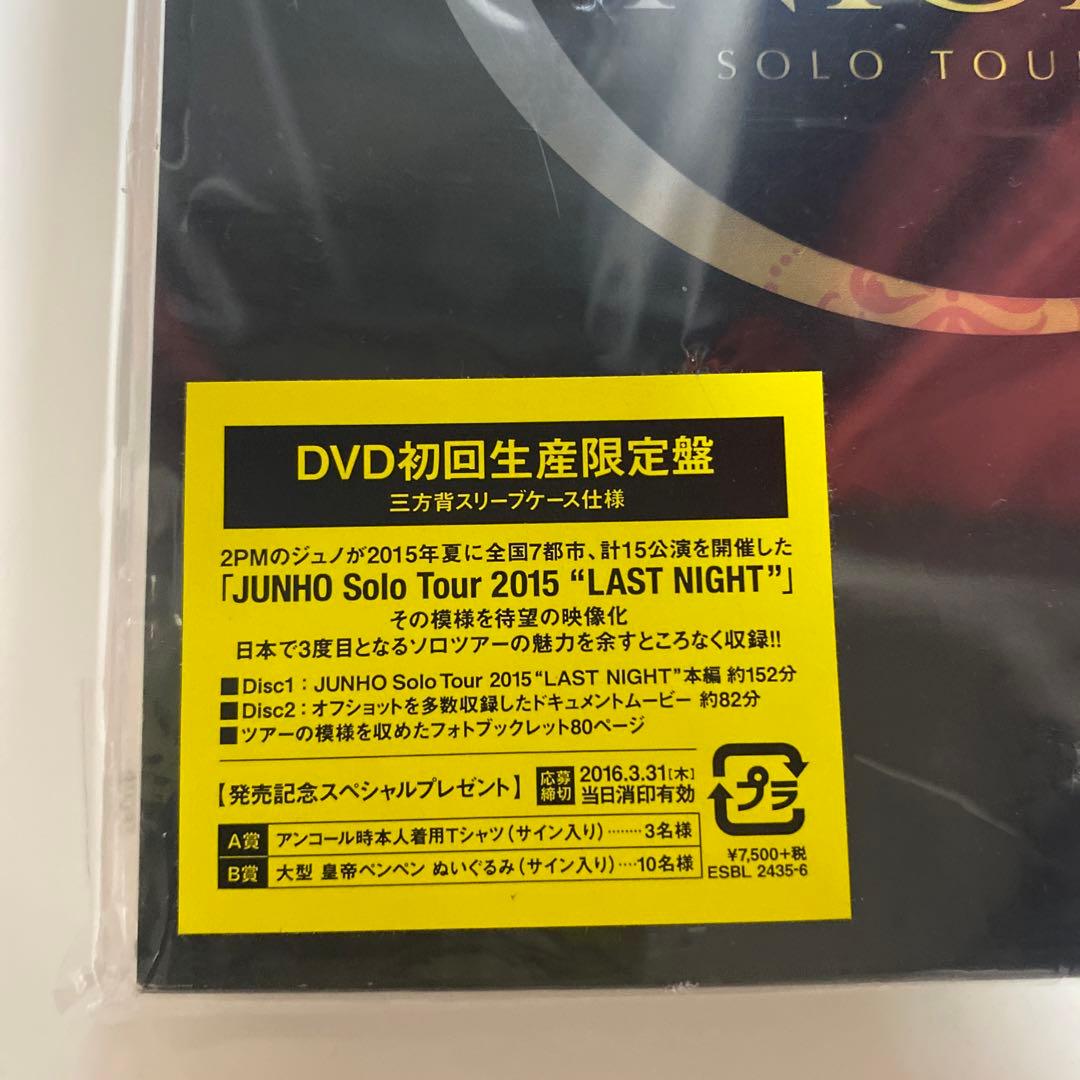 SOLO TOU
DVD初回生産限定盤
三方背スリーブケース仕様
2PMのジュノが2015年夏に全国7都市、計15公演を開催した
「JUNHO Solo Tour 2015 “LAST NIGHT”」
その模様を待望の映像化
日本で3度目となるソロツアーの魅力を余すところなく収録!!
■Disc1：JUNHO Solo Tour 2015“LAST NIGHT”本編 約152分
■Disc2：オフショットを多数収録したドキュメントムービー 約82分
■ツアーの模様を収めたフォトブックレット80ページ
【発売記念スペシャルプレゼント】 応募締切 2016.3.31[木] 当日消印有効
A賞 アンコール時本人着用Tシャツ（サイン入り）……… 3名様
B賞 大型 皇帝ペンペン ぬいぐるみ（サイン入り）…‥10名様
プラ
¥7,500+税
ESBL 2435-6